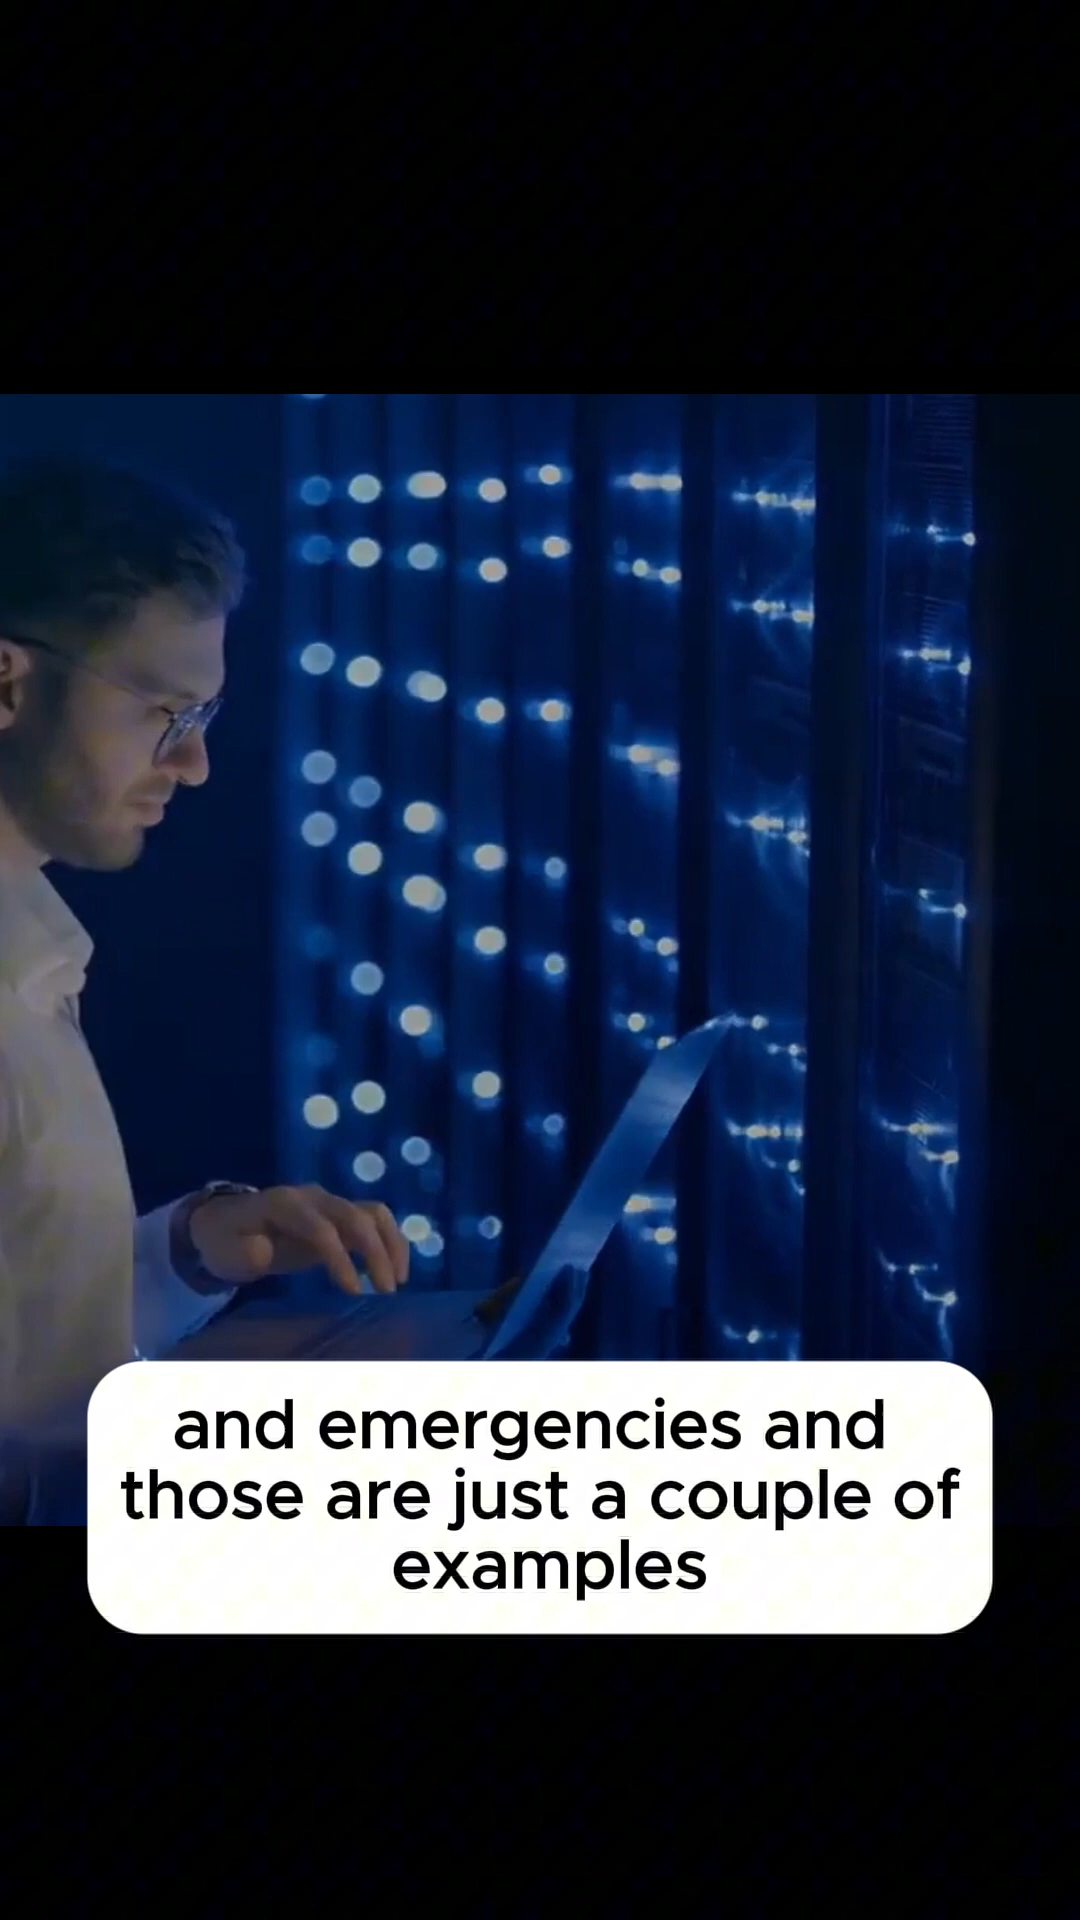 and emergencies and
those are just a couple of
examples